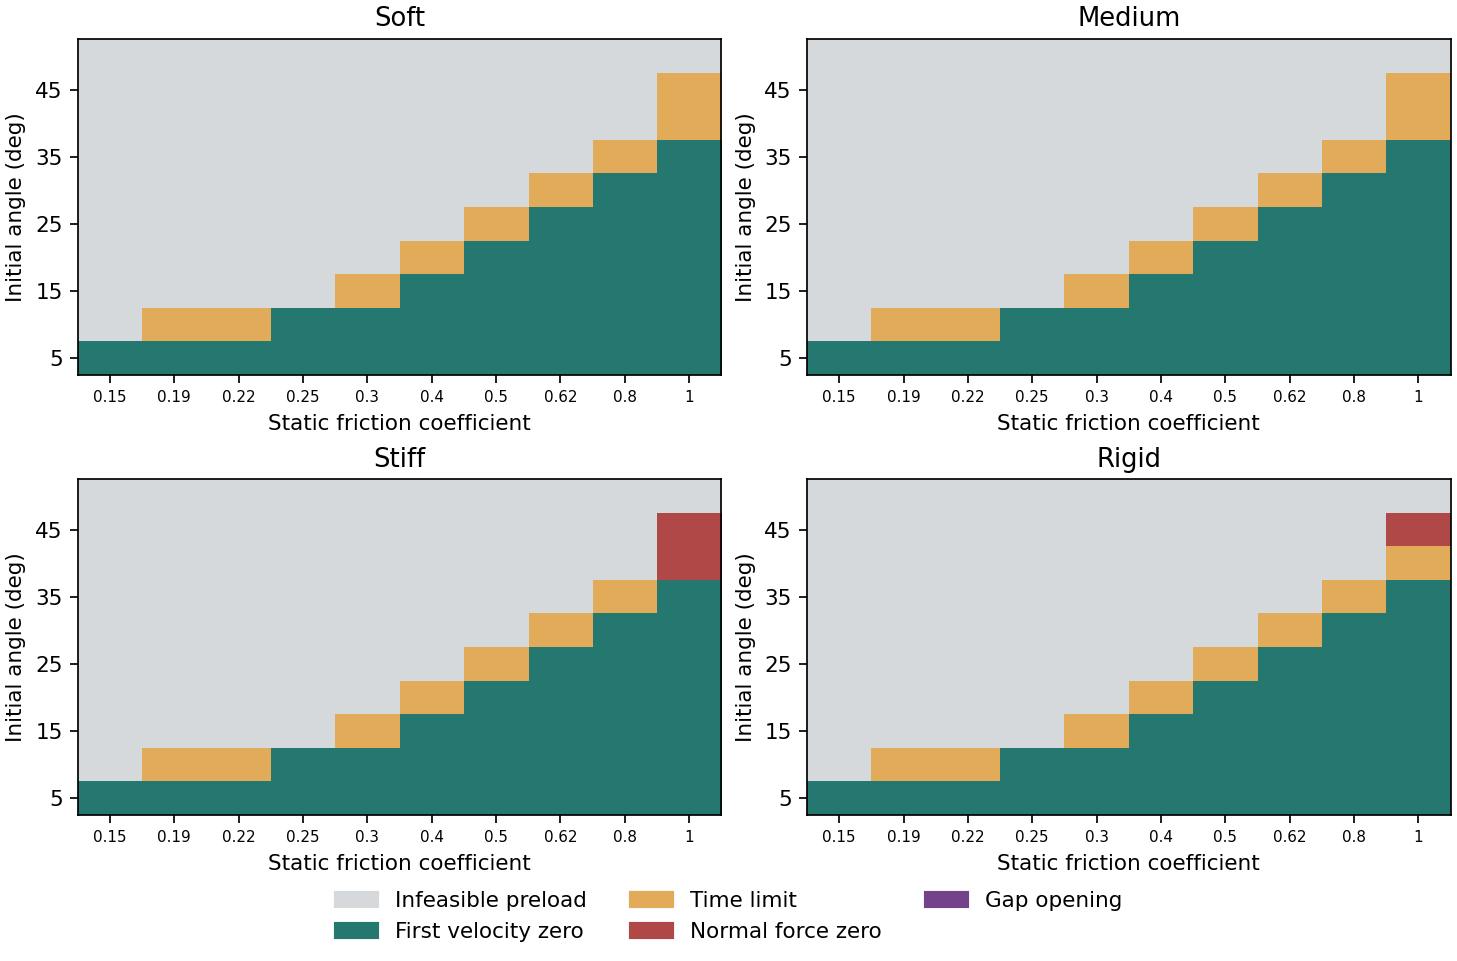 Soft
Initial angle (deg)
45
35
25
15
5
0.15 0.19 0.22 0.25 0.3 0.4 0.5 0.62 0.8 1
Static friction coefficient
Medium
Initial angle (deg)
45
35
25
15
5
0.15 0.19 0.22 0.25 0.3 0.4 0.5 0.62 0.8 1
Static friction coefficient
Stiff
Initial angle (deg)
45
35
25
15
5
0.15 0.19 0.22 0.25 0.3 0.4 0.5 0.62 0.8 1
Static friction coefficient
Rigid
Initial angle (deg)
45
35
25
15
5
0.15 0.19 0.22 0.25 0.3 0.4 0.5 0.62 0.8 1
Static friction coefficient
Infeasible preload
First velocity zero
Time limit
Normal force zero
Gap opening